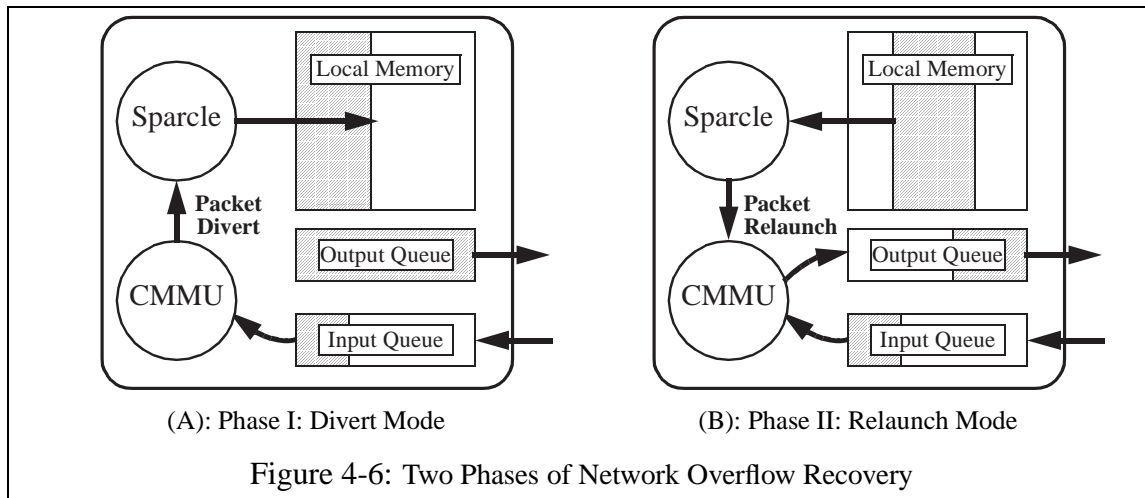 Sparcle
Local Memory
Packet
Divert
Output Queue
CMMU
Input Queue
(A): Phase I: Divert Mode
Sparcle
Local Memory
Packet
Relaunch
Output Queue
CMMU
Input Queue
(B): Phase II: Relaunch Mode
Figure 4-6: Two Phases of Network Overflow Recovery